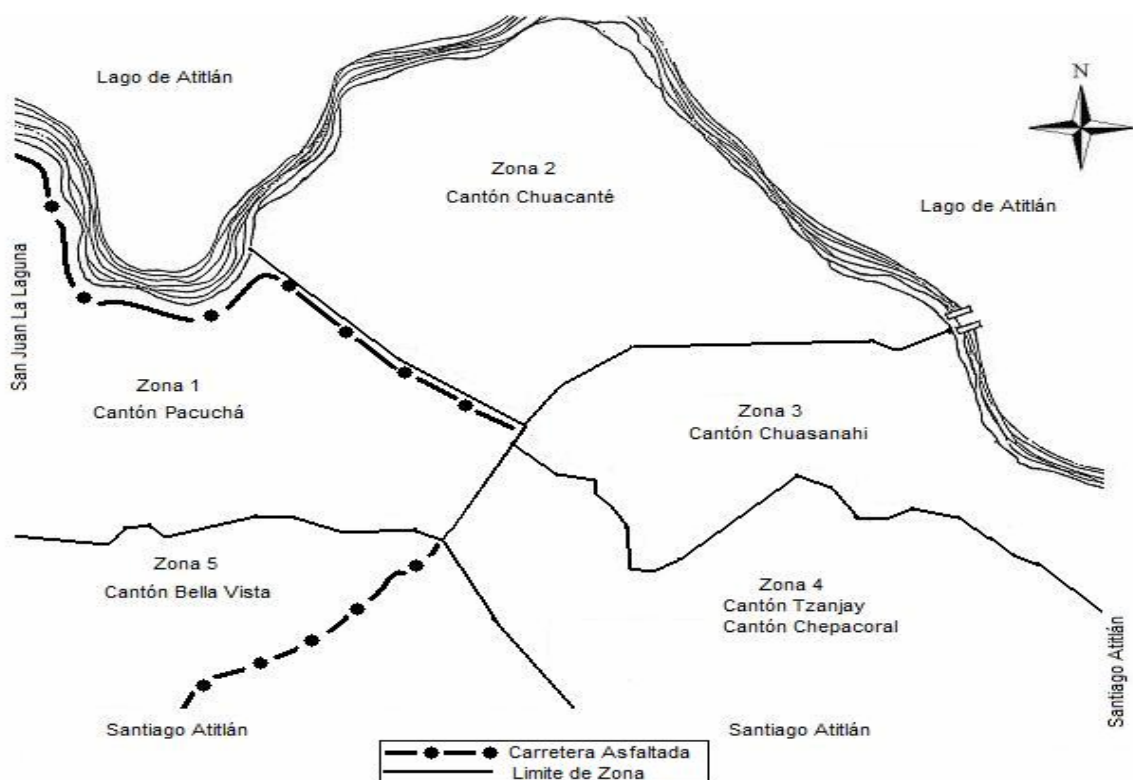 Lago de Atitlán
N
Zona 2
Cantón Chuacanté
Lago de Atitlán
San Juan La Laguna
Zona 1
Cantón Pacuchá
Zona 3
Cantón Chuasanahi
Zona 5
Cantón Bella Vista
Zona 4
Cantón Tzanjay
Cantón Chepacoral
Santiago Atitlán
Santiago Atitlán
Santiago Atitlán
Carretera Asfaltada
Limite de Zona